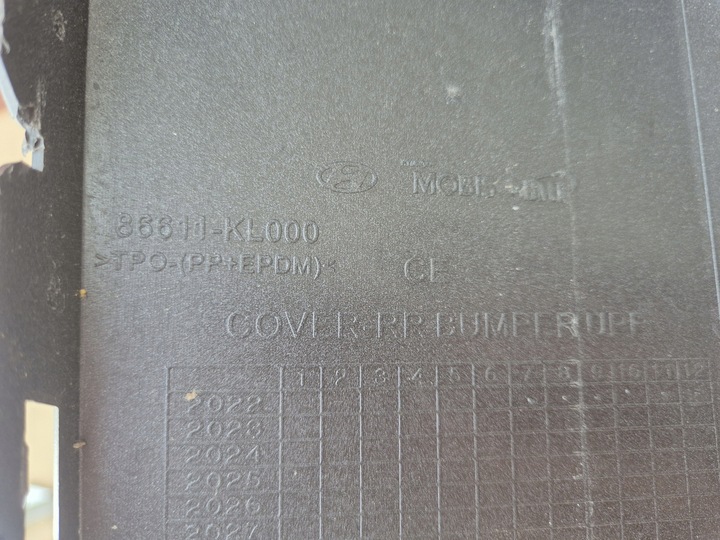 MOBIS
86611-KL000
>TPO-(PP+EPDM)<
COVER-RR BUMPER UPR
1 2 3 4 5 6 7 8 9 10 11 12
2022
2023
2024
2025
2026
2027